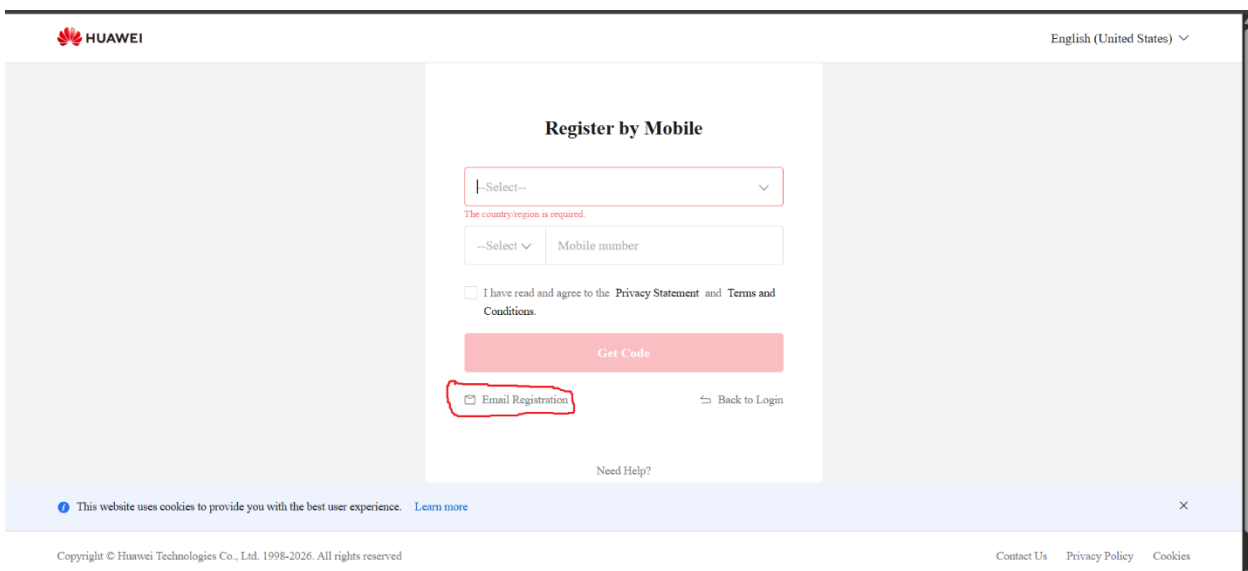 HUAWEI
English (United States)
Register by Mobile
--Select--
The country/region is required.
--Select
Mobile number
I have read and agree to the Privacy Statement and Terms and
Conditions.
Get Code
Email Registration
Back to Login
Need Help?
This website uses cookies to provide you with the best user experience. Learn more
Copyright © Huawei Technologies Co., Ltd. 1998-2026. All rights reserved
Contact Us Privacy Policy Cookies